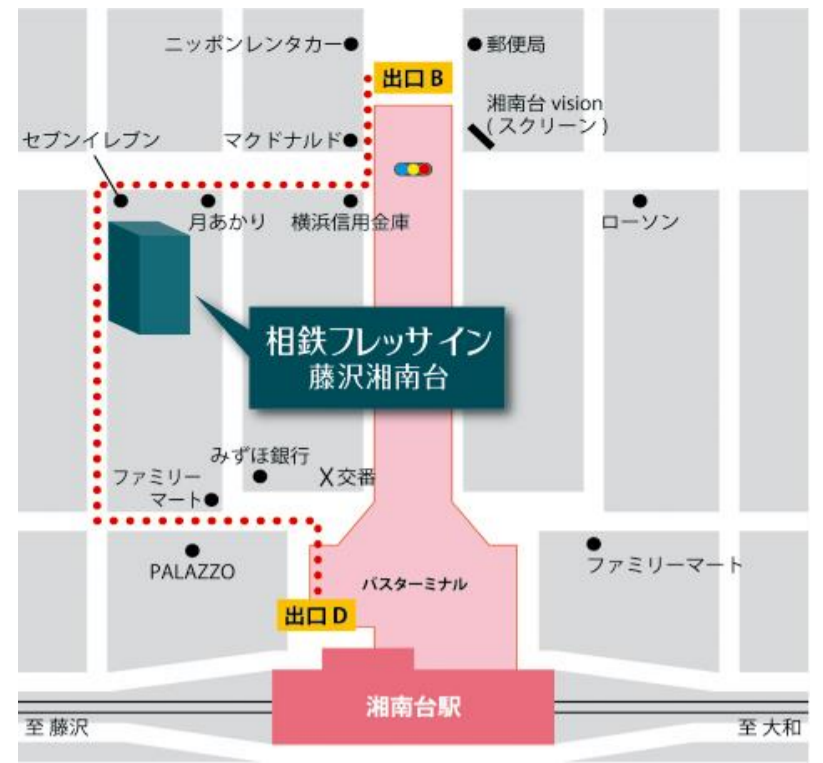 ニッポンレンタカー
出口 B
郵便局
湘南台 vision
(スクリーン)
セブンイレブン
マクドナルド
月あかり
横浜信用金庫
ローソン
相鉄フレッサイン
藤沢湘南台
みずほ銀行
ファミリー
マート
X交番
PALAZZO
バスターミナル
ファミリーマート
出口 D
湘南台駅
至 藤沢
至 大和